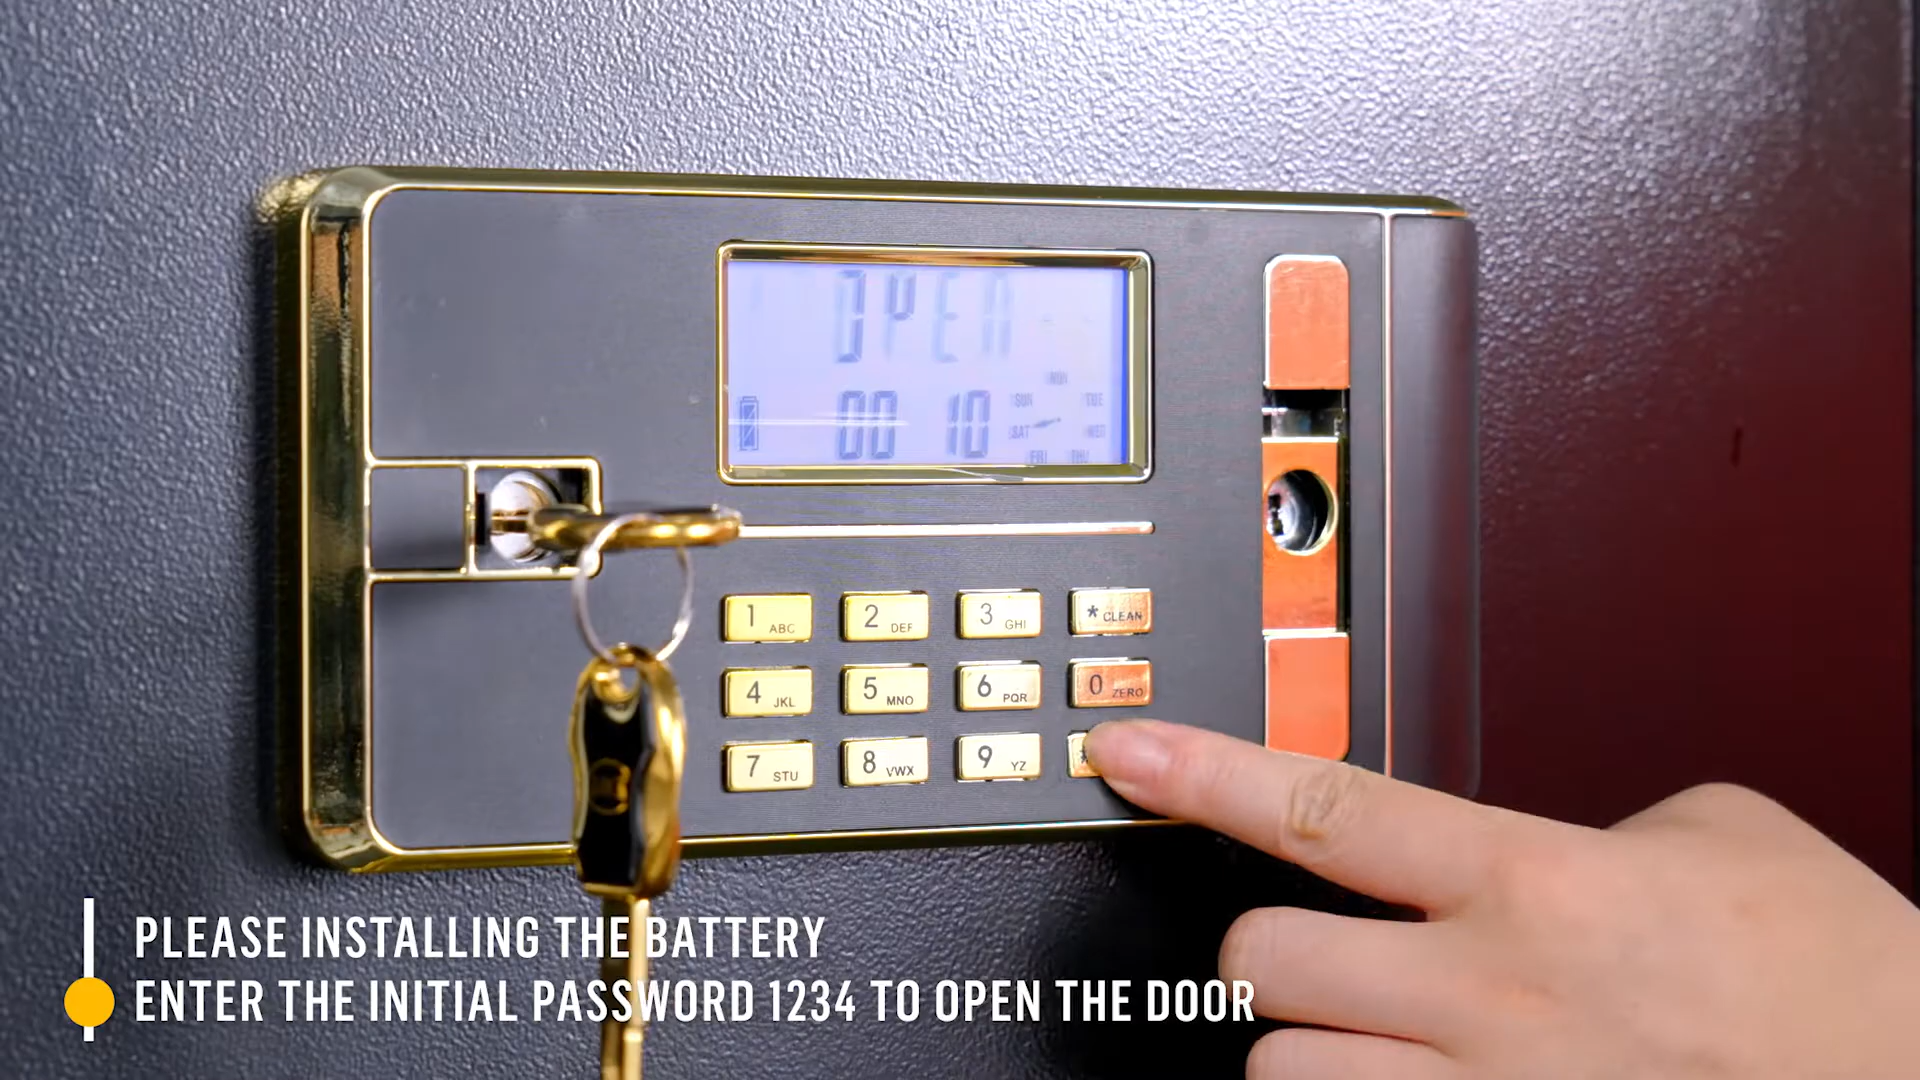 OPEN
00 10
MON
SUN TUE
SAT WED
FRI THU
1 ABC 2 DEF 3 GHI * CLEAN
4 JKL 5 MNO 6 PQR 0 ZERO
7 STU 8 VWX 9 YZ
PLEASE INSTALLING THE BATTERY
ENTER THE INITIAL PASSWORD 1234 TO OPEN THE DOOR